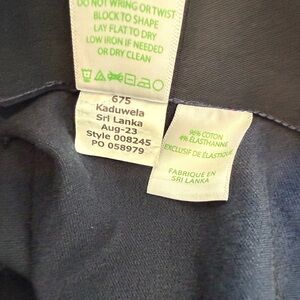 DO NOT WRING OR TWIST
BLOCK TO SHAPE
LAY FLAT TO DRY
LOW IRON IF NEEDED
OR DRY CLEAN
675
Kaduwela
Sri Lanka
Aug-23
Style 008245
PO 058979
96% COTON
4% ÉLASTHANNE
EXCLUSIF DE ÉLASTIQUE
FABRIQUÉ EN
SRI LANKA